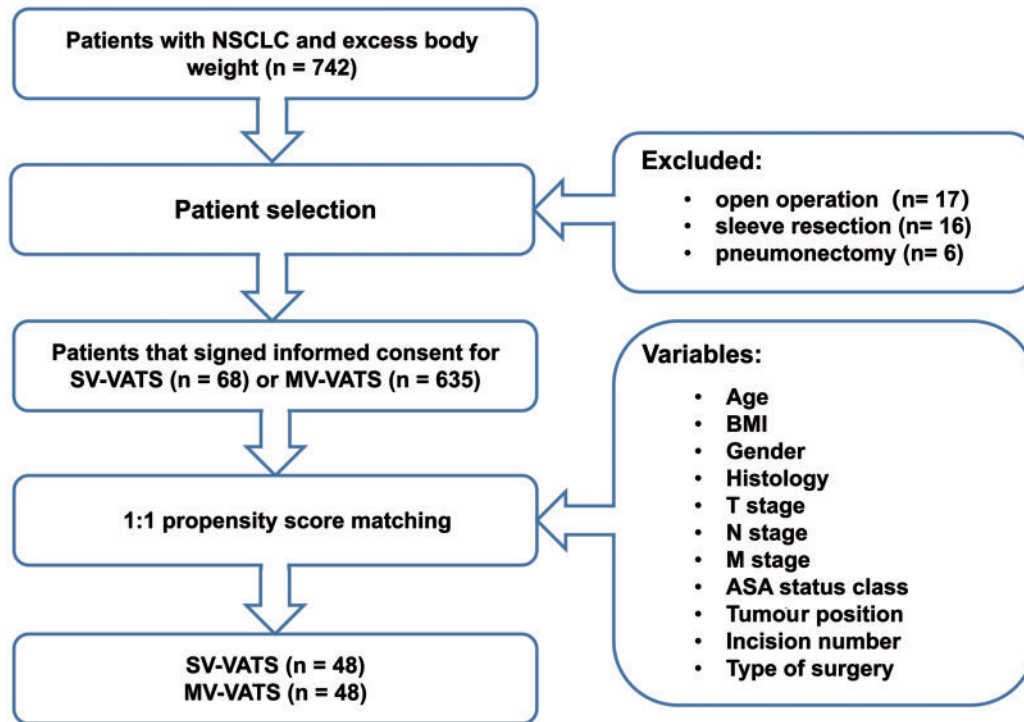 Patients with NSCLC and excess body
weight (n = 742)
Patient selection
Excluded:
• open operation (n= 17)
• sleeve resection (n= 16)
• pneumonectomy (n= 6)
Patients that signed informed consent for
SV-VATS (n = 68) or MV-VATS (n = 635)
1:1 propensity score matching
Variables:
• Age
• BMI
• Gender
• Histology
• T stage
• N stage
• M stage
• ASA status class
• Tumour position
• Incision number
• Type of surgery
SV-VATS (n = 48)
MV-VATS (n = 48)